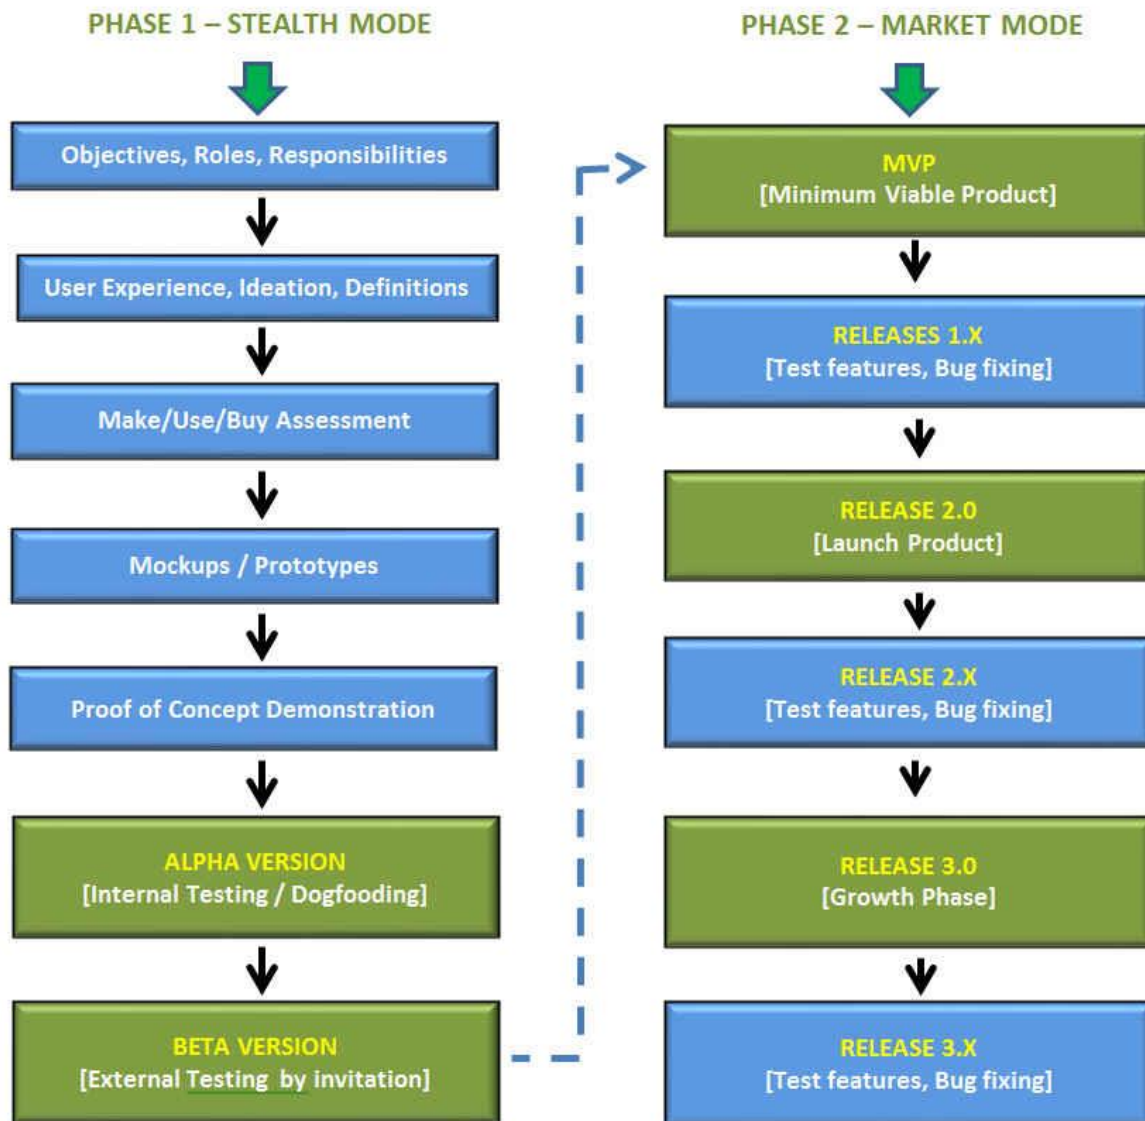 PHASE 1 – STEALTH MODE
Objectives, Roles, Responsibilities
User Experience, Ideation, Definitions
Make/Use/Buy Assessment
Mockups / Prototypes
Proof of Concept Demonstration
ALPHA VERSION
[Internal Testing / Dogfooding]
BETA VERSION
[External Testing by invitation]
PHASE 2 – MARKET MODE
MVP
[Minimum Viable Product]
RELEASES 1.X
[Test features, Bug fixing]
RELEASE 2.0
[Launch Product]
RELEASE 2.X
[Test features, Bug fixing]
RELEASE 3.0
[Growth Phase]
RELEASE 3.X
[Test features, Bug fixing]